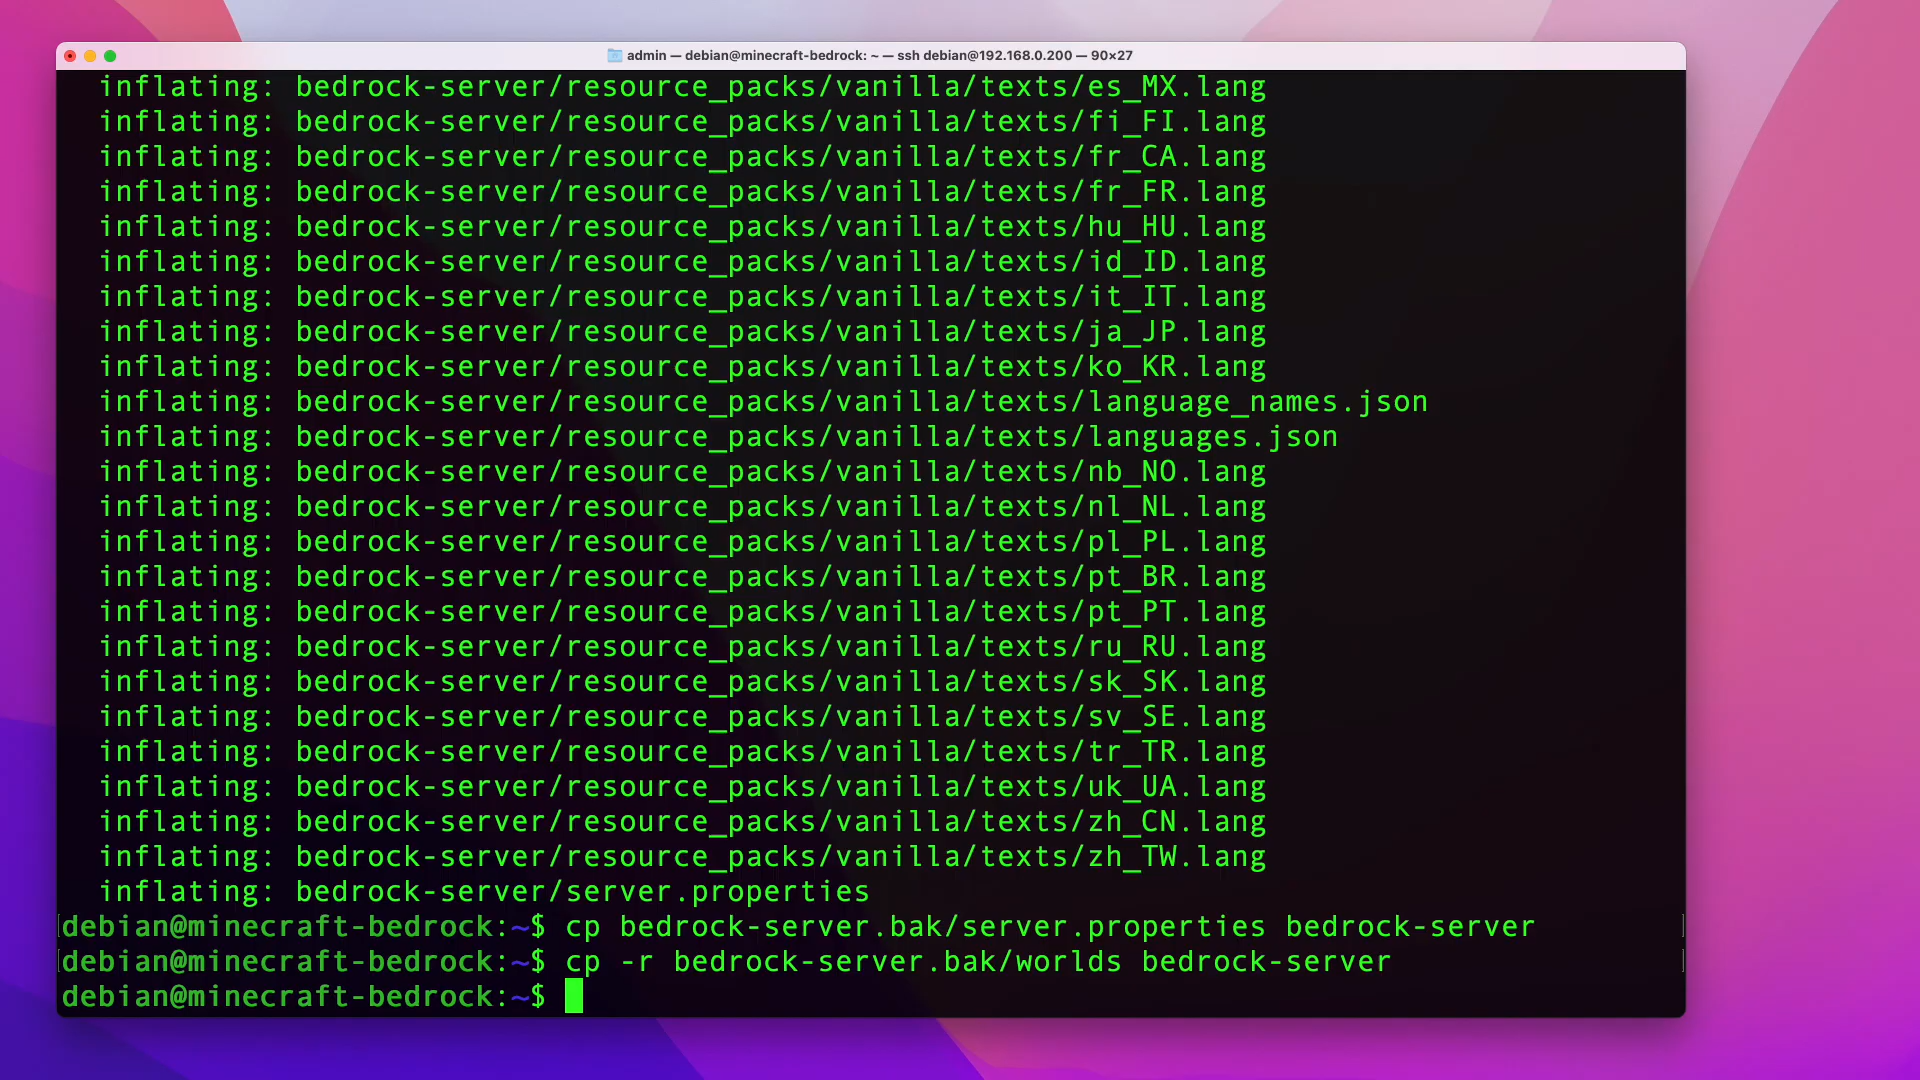 admin — debian@minecraft-bedrock: ~ — ssh debian@192.168.0.200 — 90×27
inflating: bedrock-server/resource_packs/vanilla/texts/es_MX.lang
inflating: bedrock-server/resource_packs/vanilla/texts/fi_FI.lang
inflating: bedrock-server/resource_packs/vanilla/texts/fr_CA.lang
inflating: bedrock-server/resource_packs/vanilla/texts/fr_FR.lang
inflating: bedrock-server/resource_packs/vanilla/texts/hu_HU.lang
inflating: bedrock-server/resource_packs/vanilla/texts/id_ID.lang
inflating: bedrock-server/resource_packs/vanilla/texts/it_IT.lang
inflating: bedrock-server/resource_packs/vanilla/texts/ja_JP.lang
inflating: bedrock-server/resource_packs/vanilla/texts/ko_KR.lang
inflating: bedrock-server/resource_packs/vanilla/texts/language_names.json
inflating: bedrock-server/resource_packs/vanilla/texts/languages.json
inflating: bedrock-server/resource_packs/vanilla/texts/nb_NO.lang
inflating: bedrock-server/resource_packs/vanilla/texts/nl_NL.lang
inflating: bedrock-server/resource_packs/vanilla/texts/pl_PL.lang
inflating: bedrock-server/resource_packs/vanilla/texts/pt_BR.lang
inflating: bedrock-server/resource_packs/vanilla/texts/pt_PT.lang
inflating: bedrock-server/resource_packs/vanilla/texts/ru_RU.lang
inflating: bedrock-server/resource_packs/vanilla/texts/sk_SK.lang
inflating: bedrock-server/resource_packs/vanilla/texts/sv_SE.lang
inflating: bedrock-server/resource_packs/vanilla/texts/tr_TR.lang
inflating: bedrock-server/resource_packs/vanilla/texts/uk_UA.lang
inflating: bedrock-server/resource_packs/vanilla/texts/zh_CN.lang
inflating: bedrock-server/resource_packs/vanilla/texts/zh_TW.lang
inflating: bedrock-server/server.properties
debian@minecraft-bedrock:~$ cp bedrock-server.bak/server.properties bedrock-server
debian@minecraft-bedrock:~$ cp -r bedrock-server.bak/worlds bedrock-server
debian@minecraft-bedrock:~$